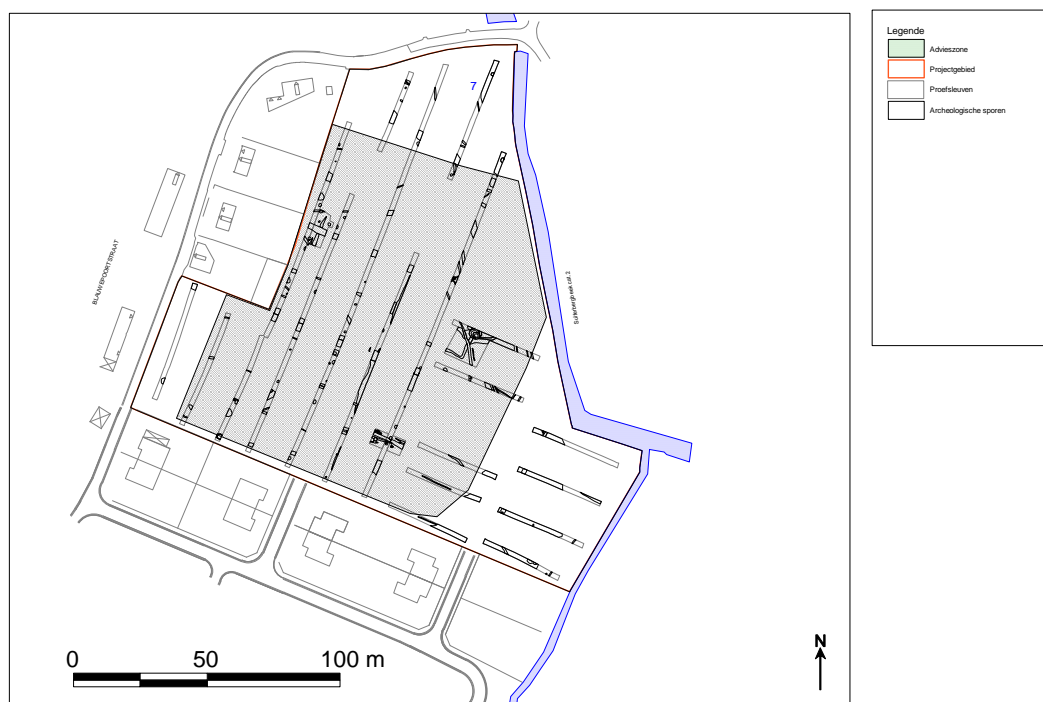 Legende
Advieszone
Projectgebied
Proefsleuven
Archeologische sporen
7
BLAUWEPOORTSTRAAT
0 50 100 m
N